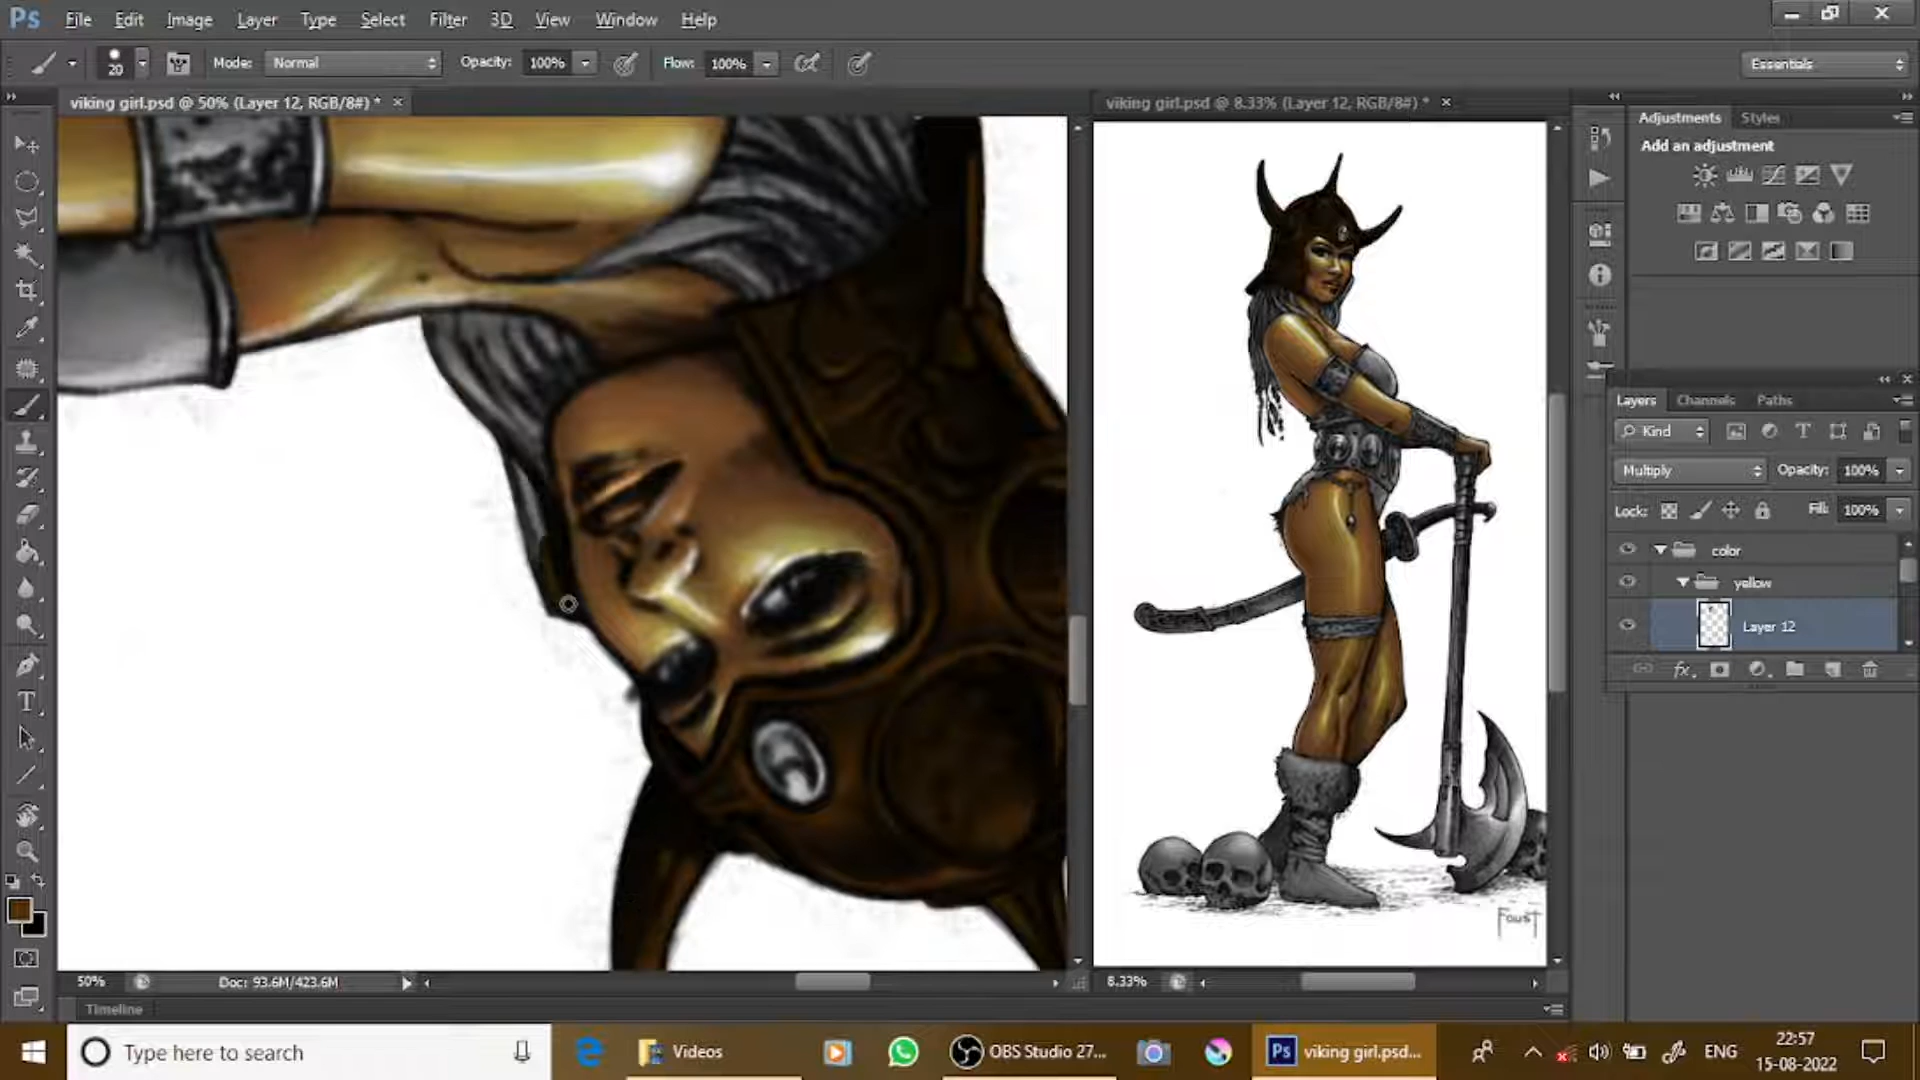 Ps File Edit Image Layer Type Select Filter 3D View Window Help
20 Mode: Normal Opacity: 100% Flow: 100% Essentials
viking girl.psd @ 50% (Layer 12, RGB/8#) * × viking girl.psd @ 8.33% (Layer 12, RGB/8#) * ×
Adjustments Styles
Add an adjustment
Layers Channels Paths
Kind
Multiply Opacity: 100%
Lock: Fill: 100%
color
yellow
Layer 12
FousT
50% Doc: 93.6M/423.6M 8.33%
Timeline
Type here to search Videos OBS Studio 27... Ps viking girl.psd... ENG 22:57
15-08-2022